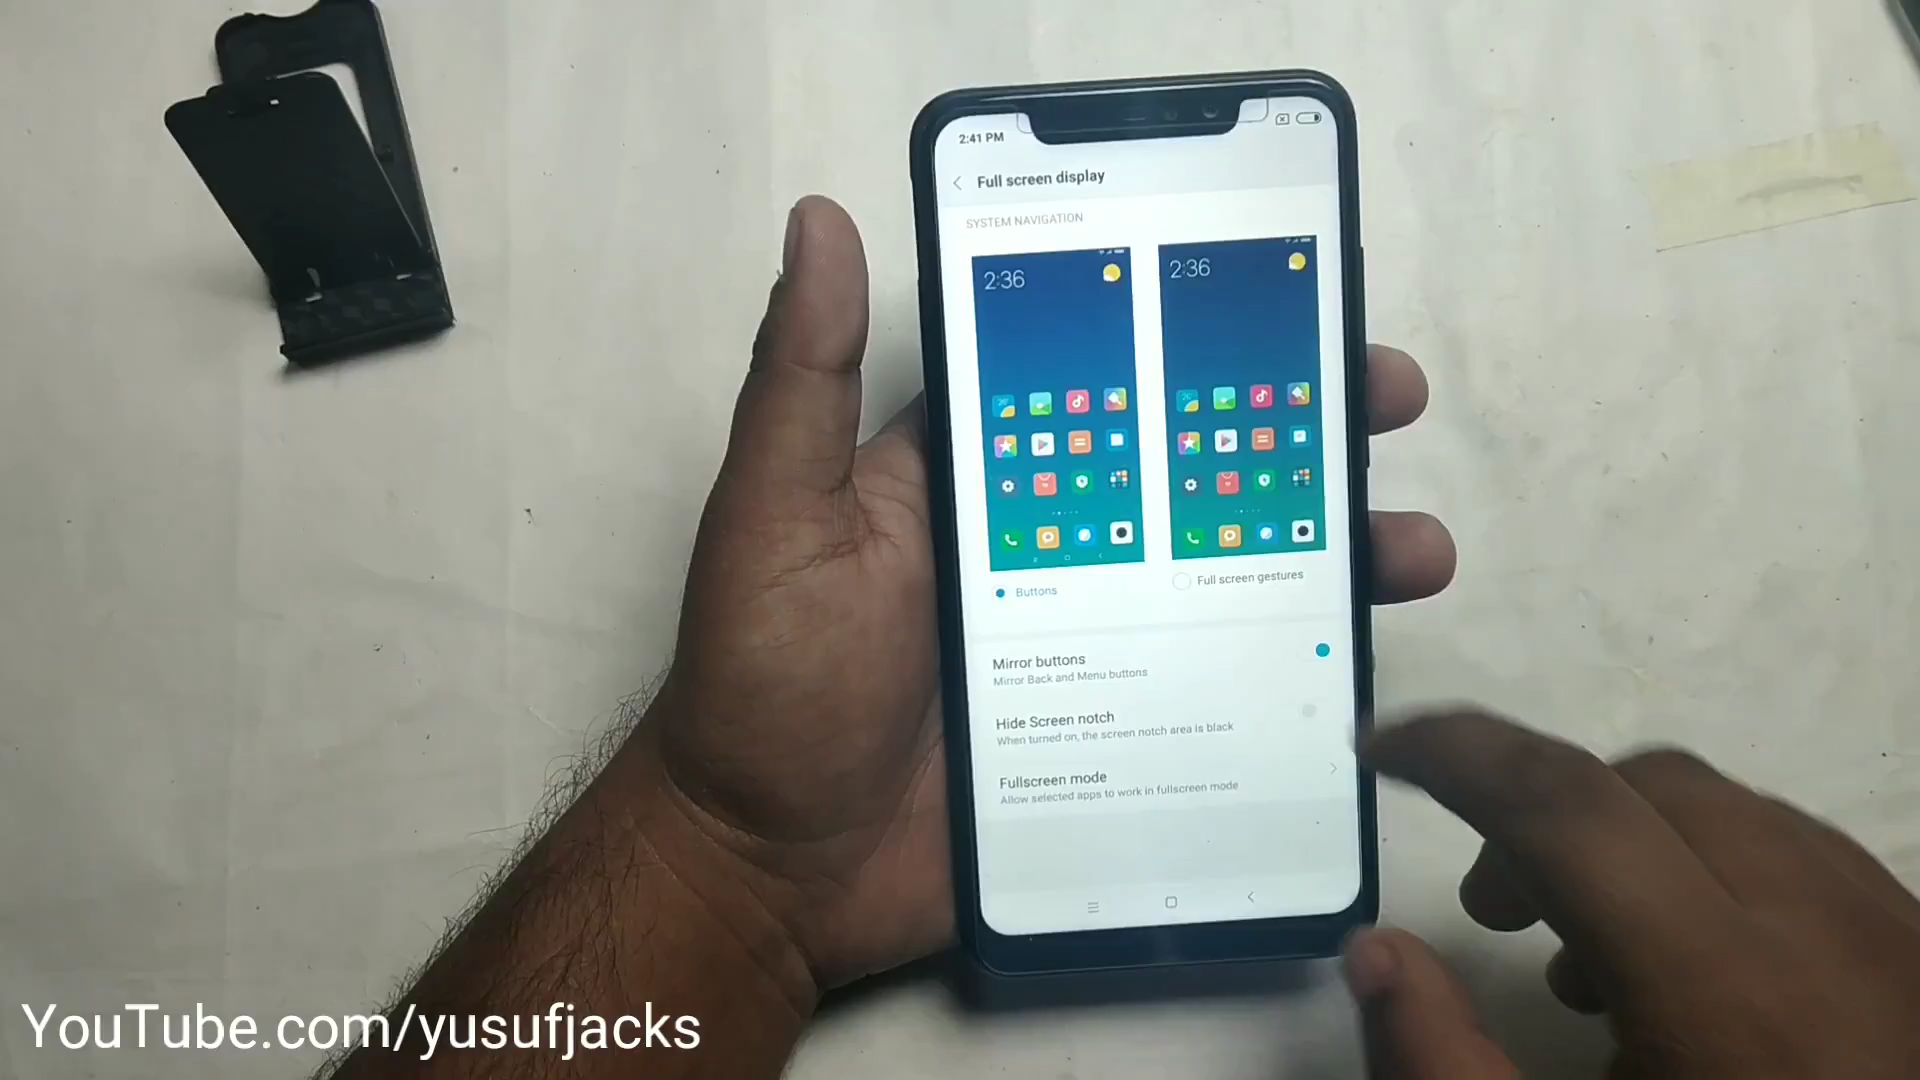 2:41 PM
Full screen display
SYSTEM NAVIGATION
2:36
2:36
Buttons
Full screen gestures
Mirror buttons
Mirror Back and Menu buttons
Hide Screen notch
When turned on, the screen notch area is black
Fullscreen mode
Allow selected apps to work in fullscreen mode
YouTube.com/yusufjacks